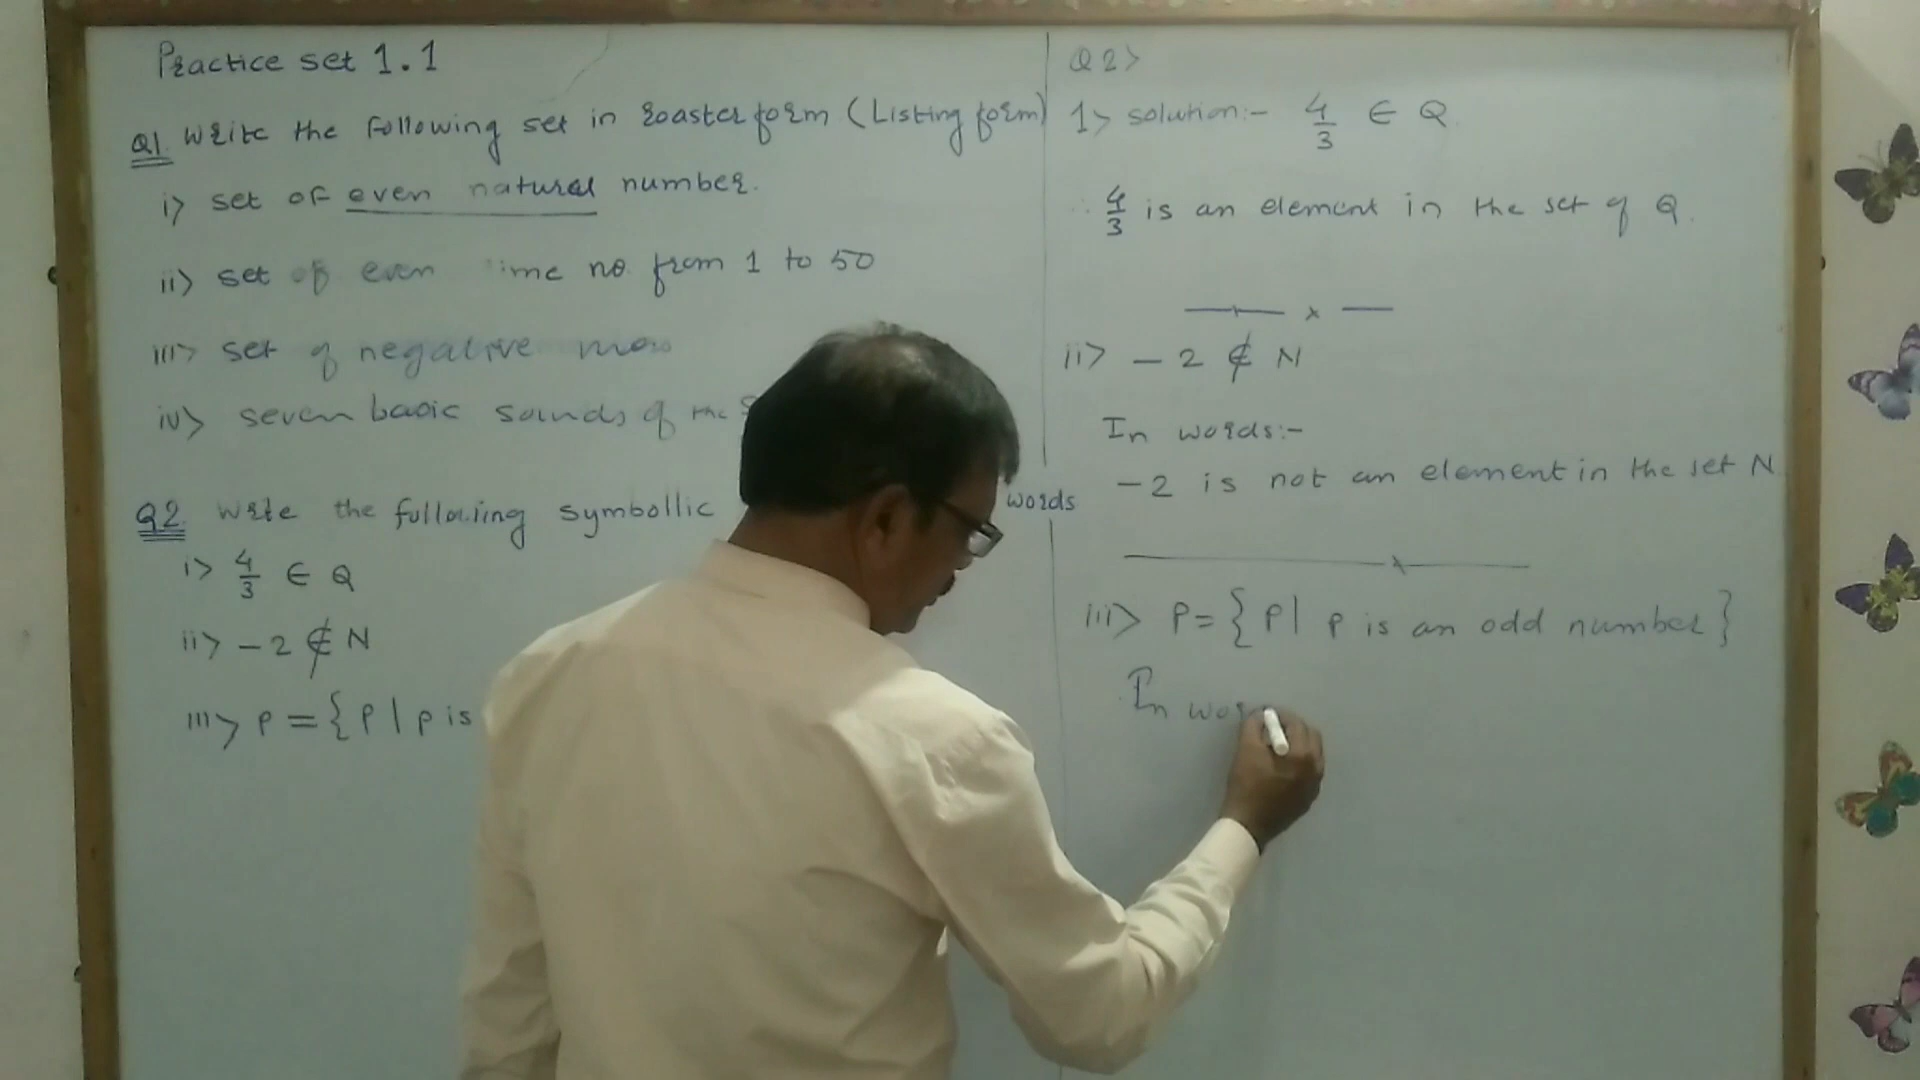 Practice set 1.1
Q1 Write the following set in roaster form (Listing form)
i> set of even natural number.
ii> set of even ime no from 1 to 50
iii> set of negative
iv> seven basic sounds of the
Q2 Write the following symbollic words
i> 4/3 ∈ Q
ii> -2 ∉ N
iii> P = { P | p is
Q2>
1> solution:- 4/3 ∈ Q.
∴ 4/3 is an element in the set of Q.
x
ii> -2 ∉ N
In words:-
-2 is not an element in the set N
x
iii> P = { P | P is an odd number }
In wor